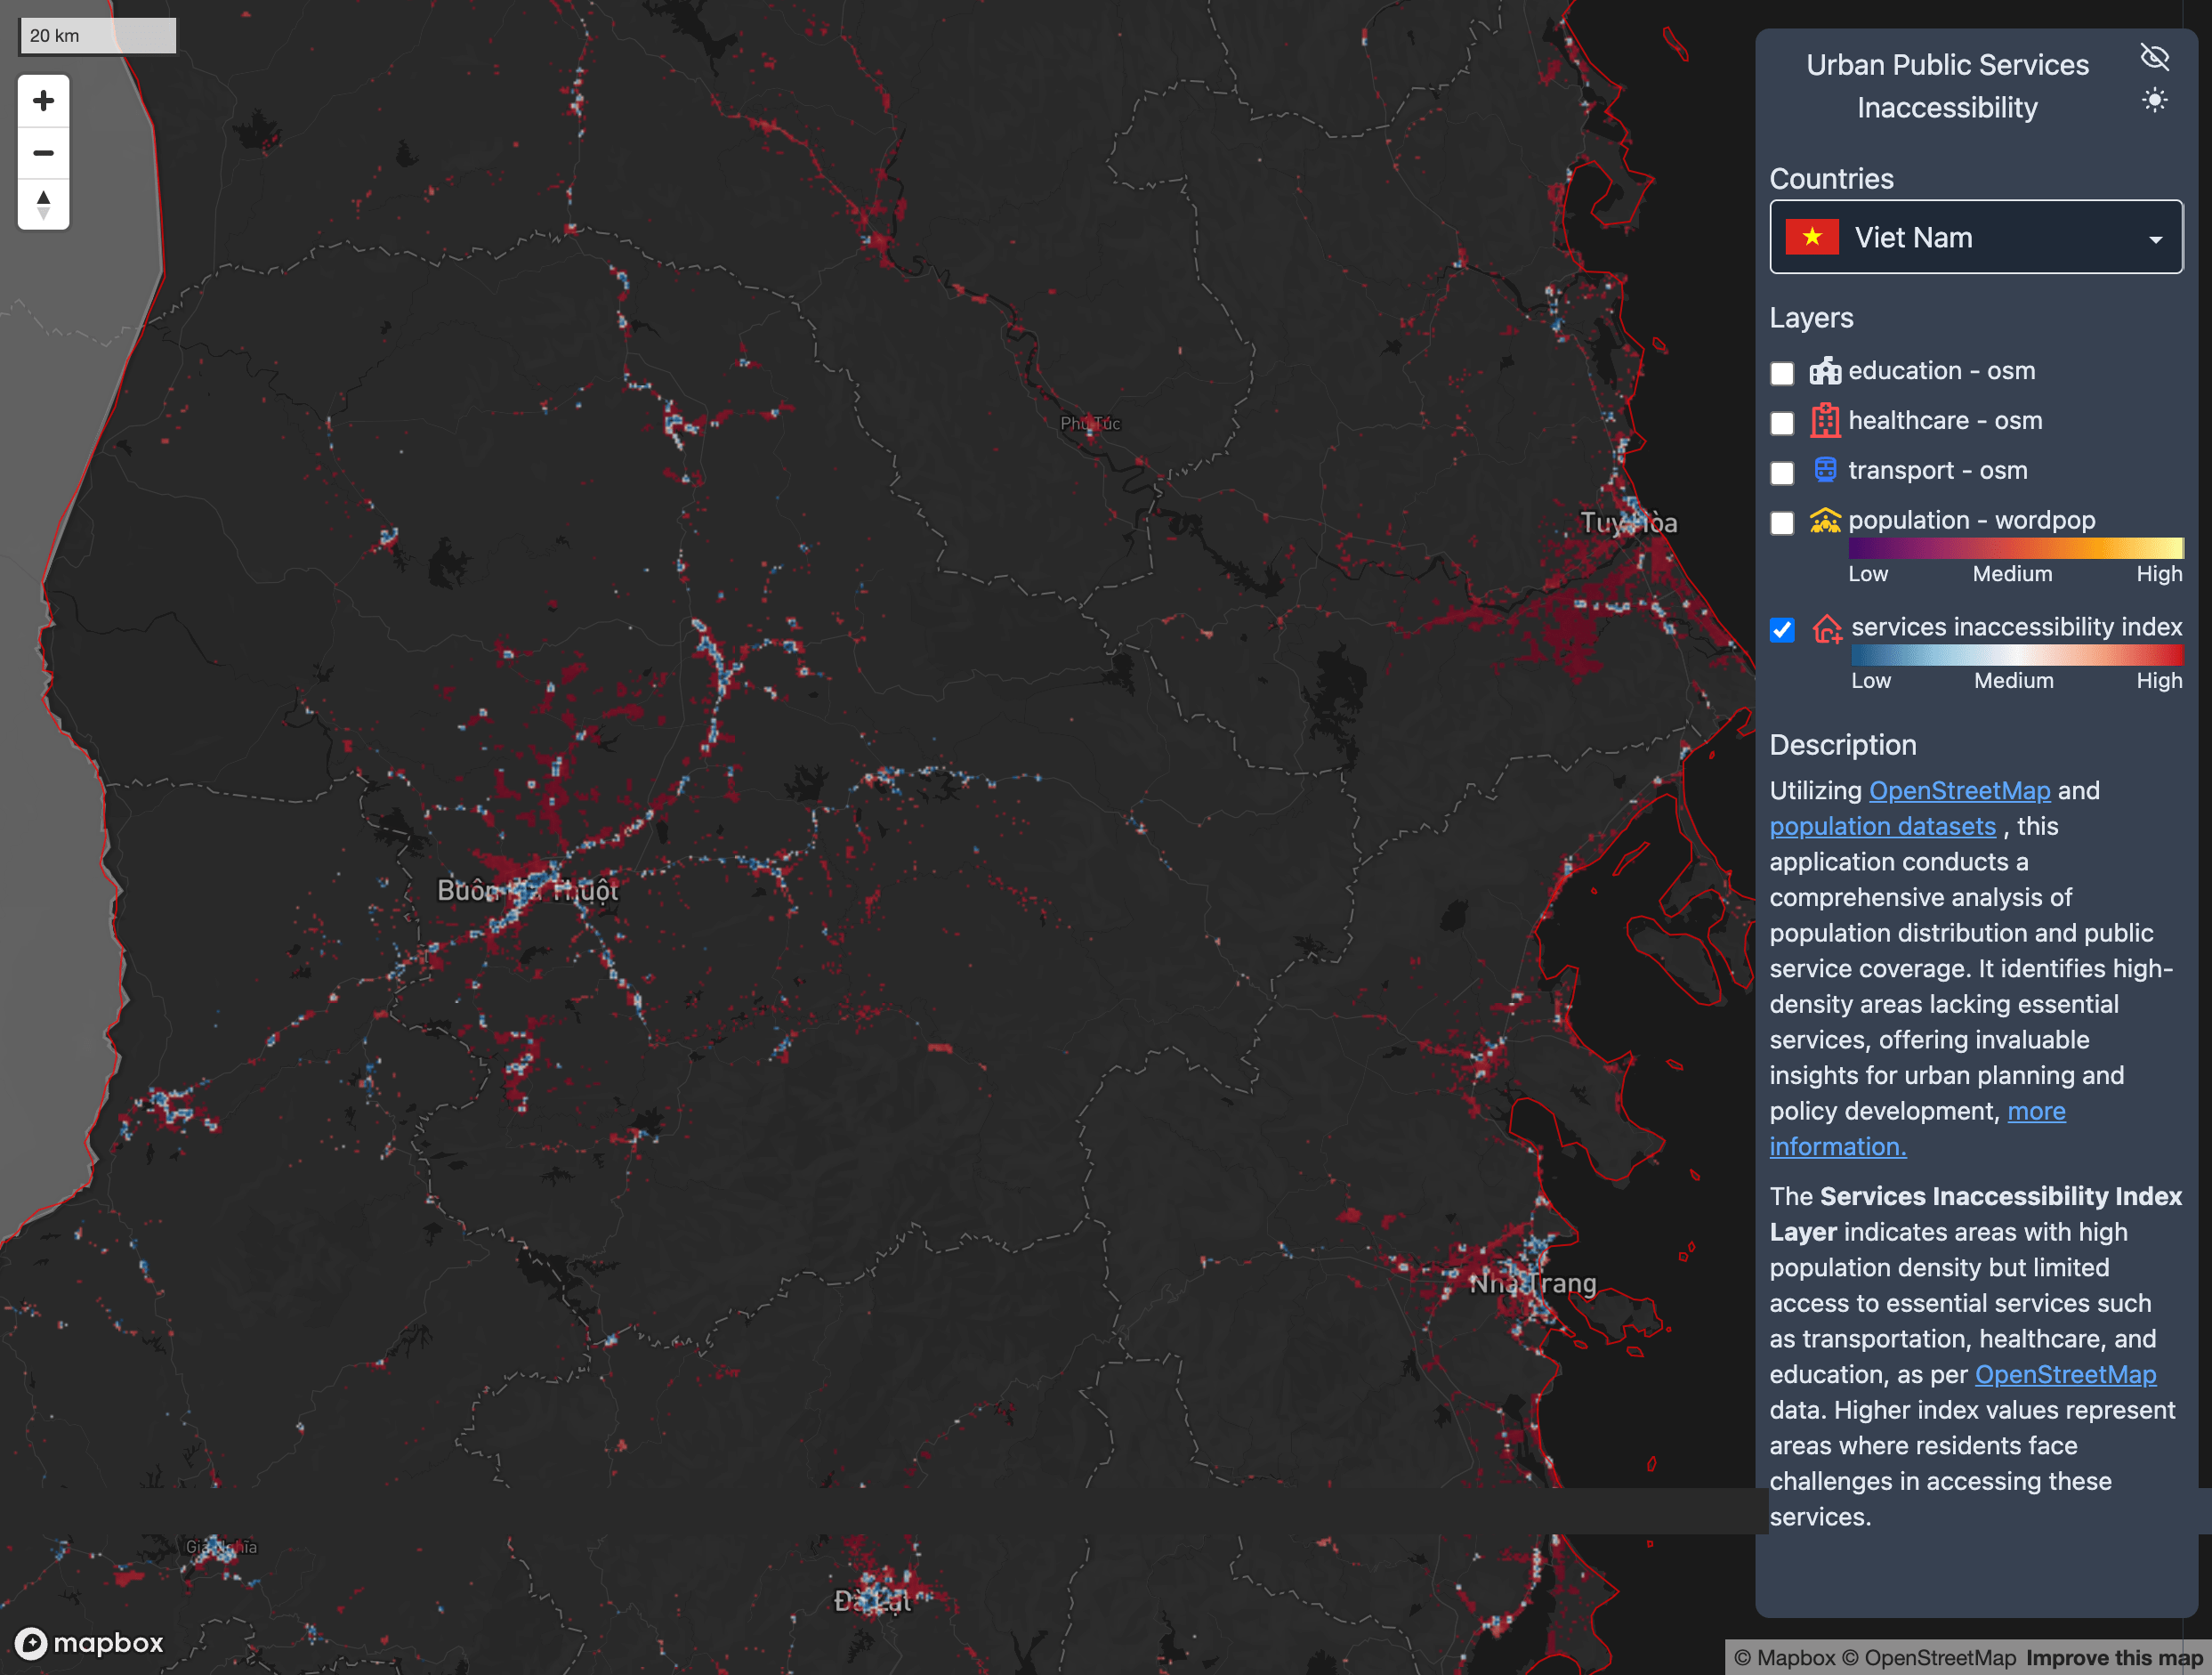 20 km
Urban Public Services
Inaccessibility
Countries
Viet Nam
Layers
education - osm
healthcare - osm
transport - osm
population - wordpop
Low Medium High
services inaccessibility index
Low Medium High
Description
Utilizing OpenStreetMap and
population datasets , this
application conducts a
comprehensive analysis of
population distribution and public
service coverage. It identifies high-
density areas lacking essential
services, offering invaluable
insights for urban planning and
policy development, more
information.
The Services Inaccessibility Index
Layer indicates areas with high
population density but limited
access to essential services such
as transportation, healthcare, and
education, as per OpenStreetMap
data. Higher index values represent
areas where residents face
challenges in accessing these
services.
Phú Túc
Tuy Hòa
Buôn Ma Thuột
Nha Trang
Gia Nghĩa
Đà Lạt
mapbox
© Mapbox © OpenStreetMap Improve this map